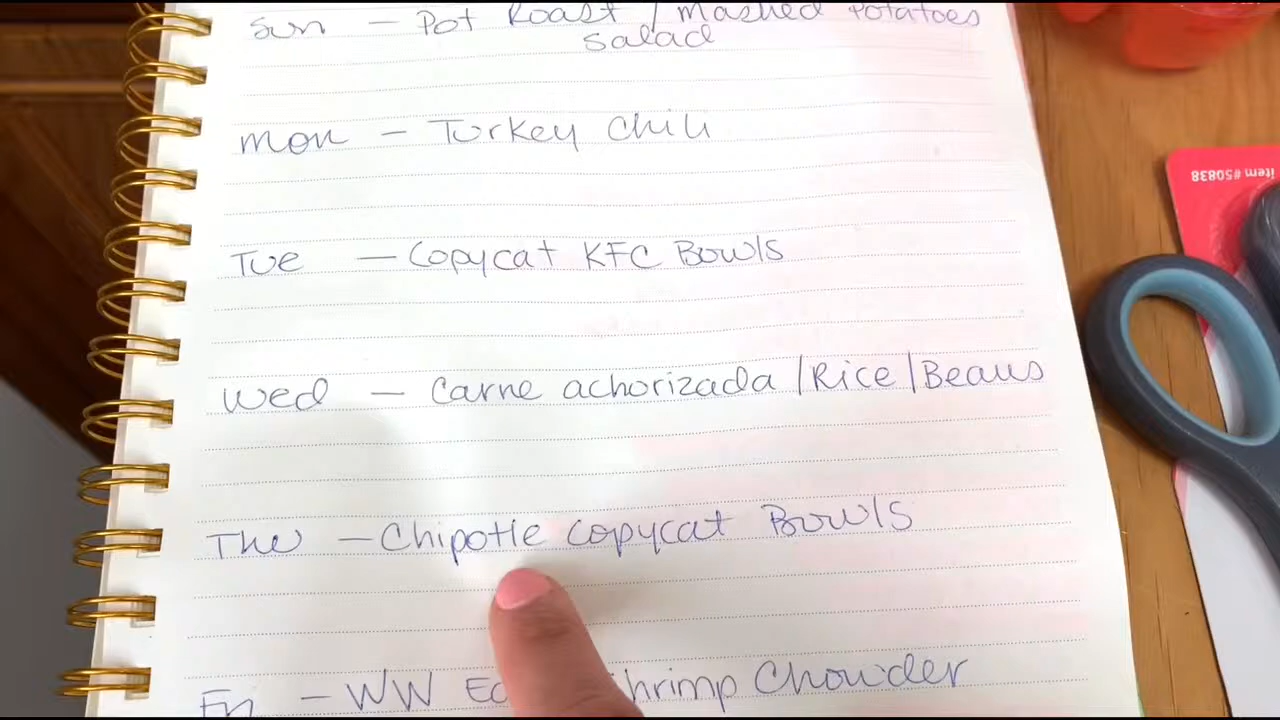 Sun - Pot Roast / Mashed Potatoes
Salad
Mon - Turkey Chili
Tue - Copycat KFC Bowls
Wed - Carne achorizada / Rice / Beans
Thu - Chipotle Copycat Bowls
Fri - WW Shrimp Chowder
item #50838